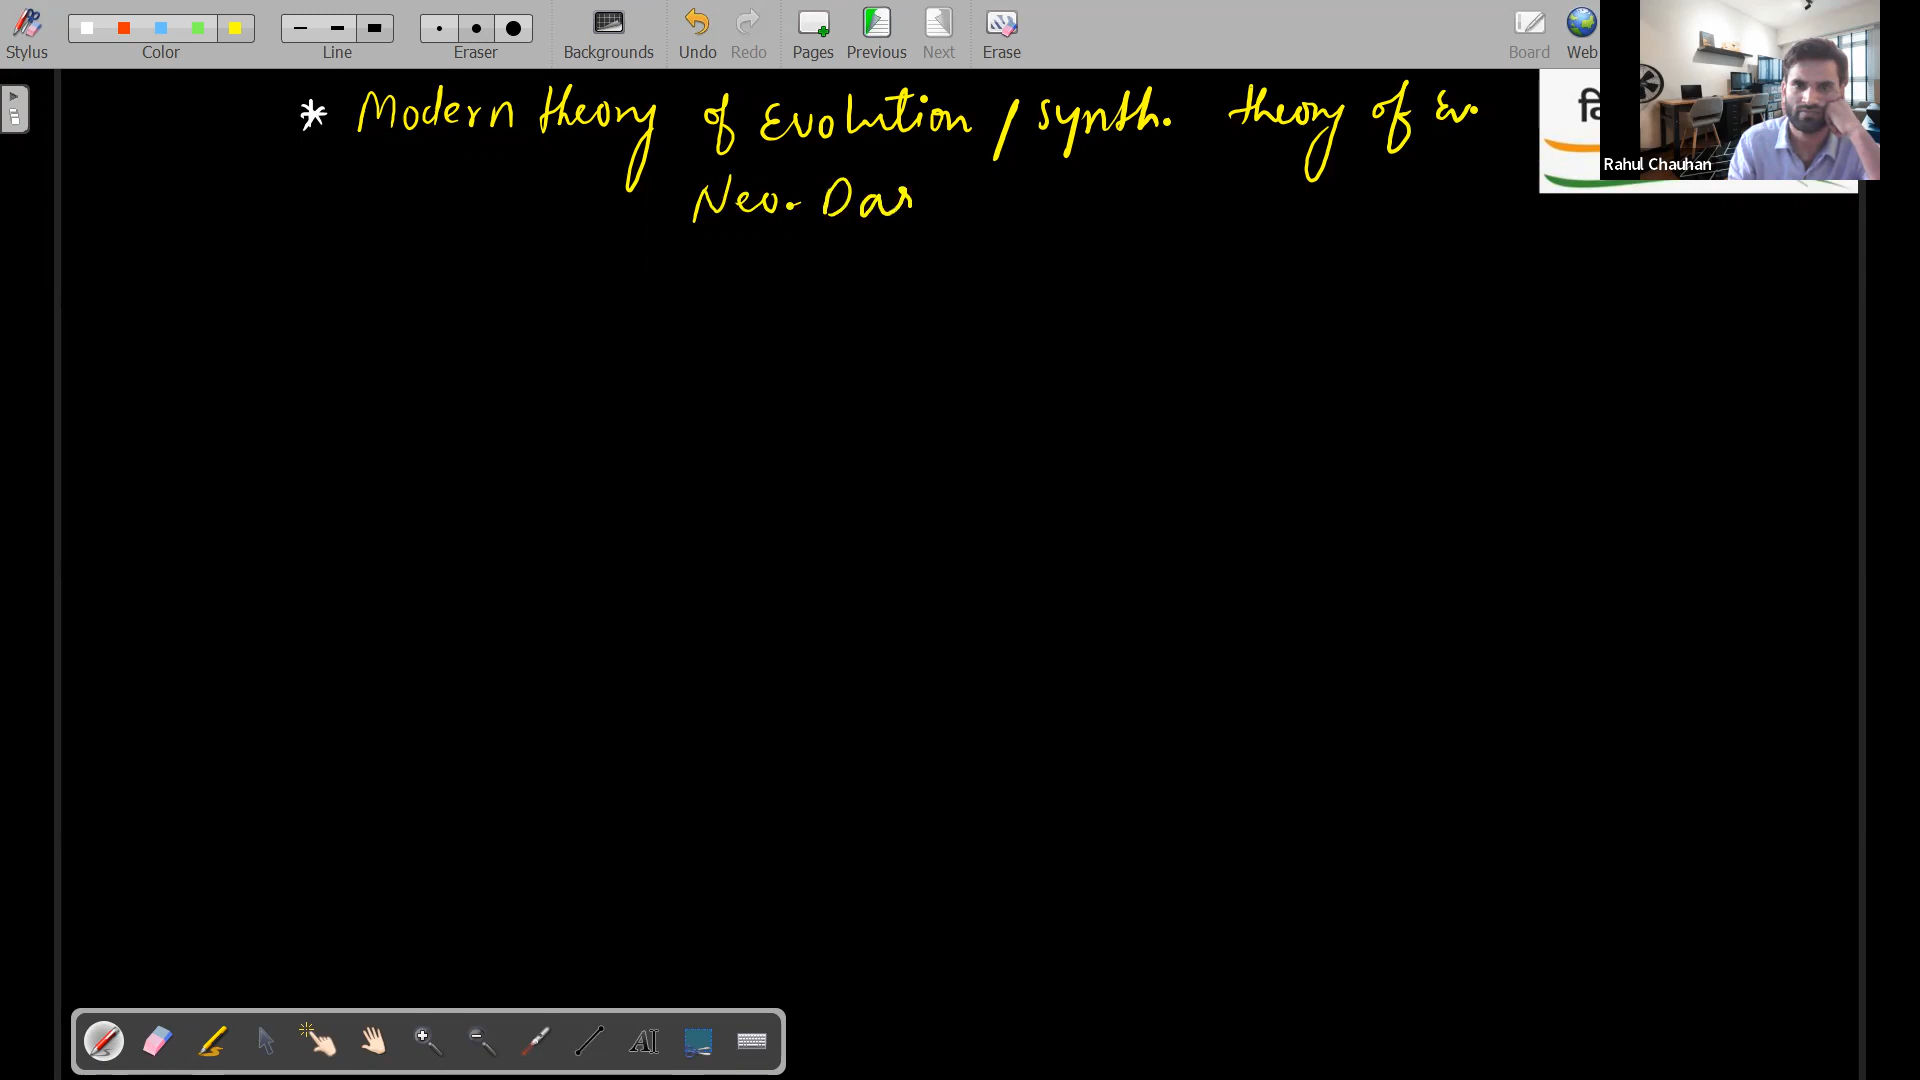 Stylus Color Line Eraser Backgrounds Undo Redo Pages Previous Next Erase Board Web
* Modern theory of Evolution / synth. theory of Ev.
Neo. Dar
Rahul Chauhan